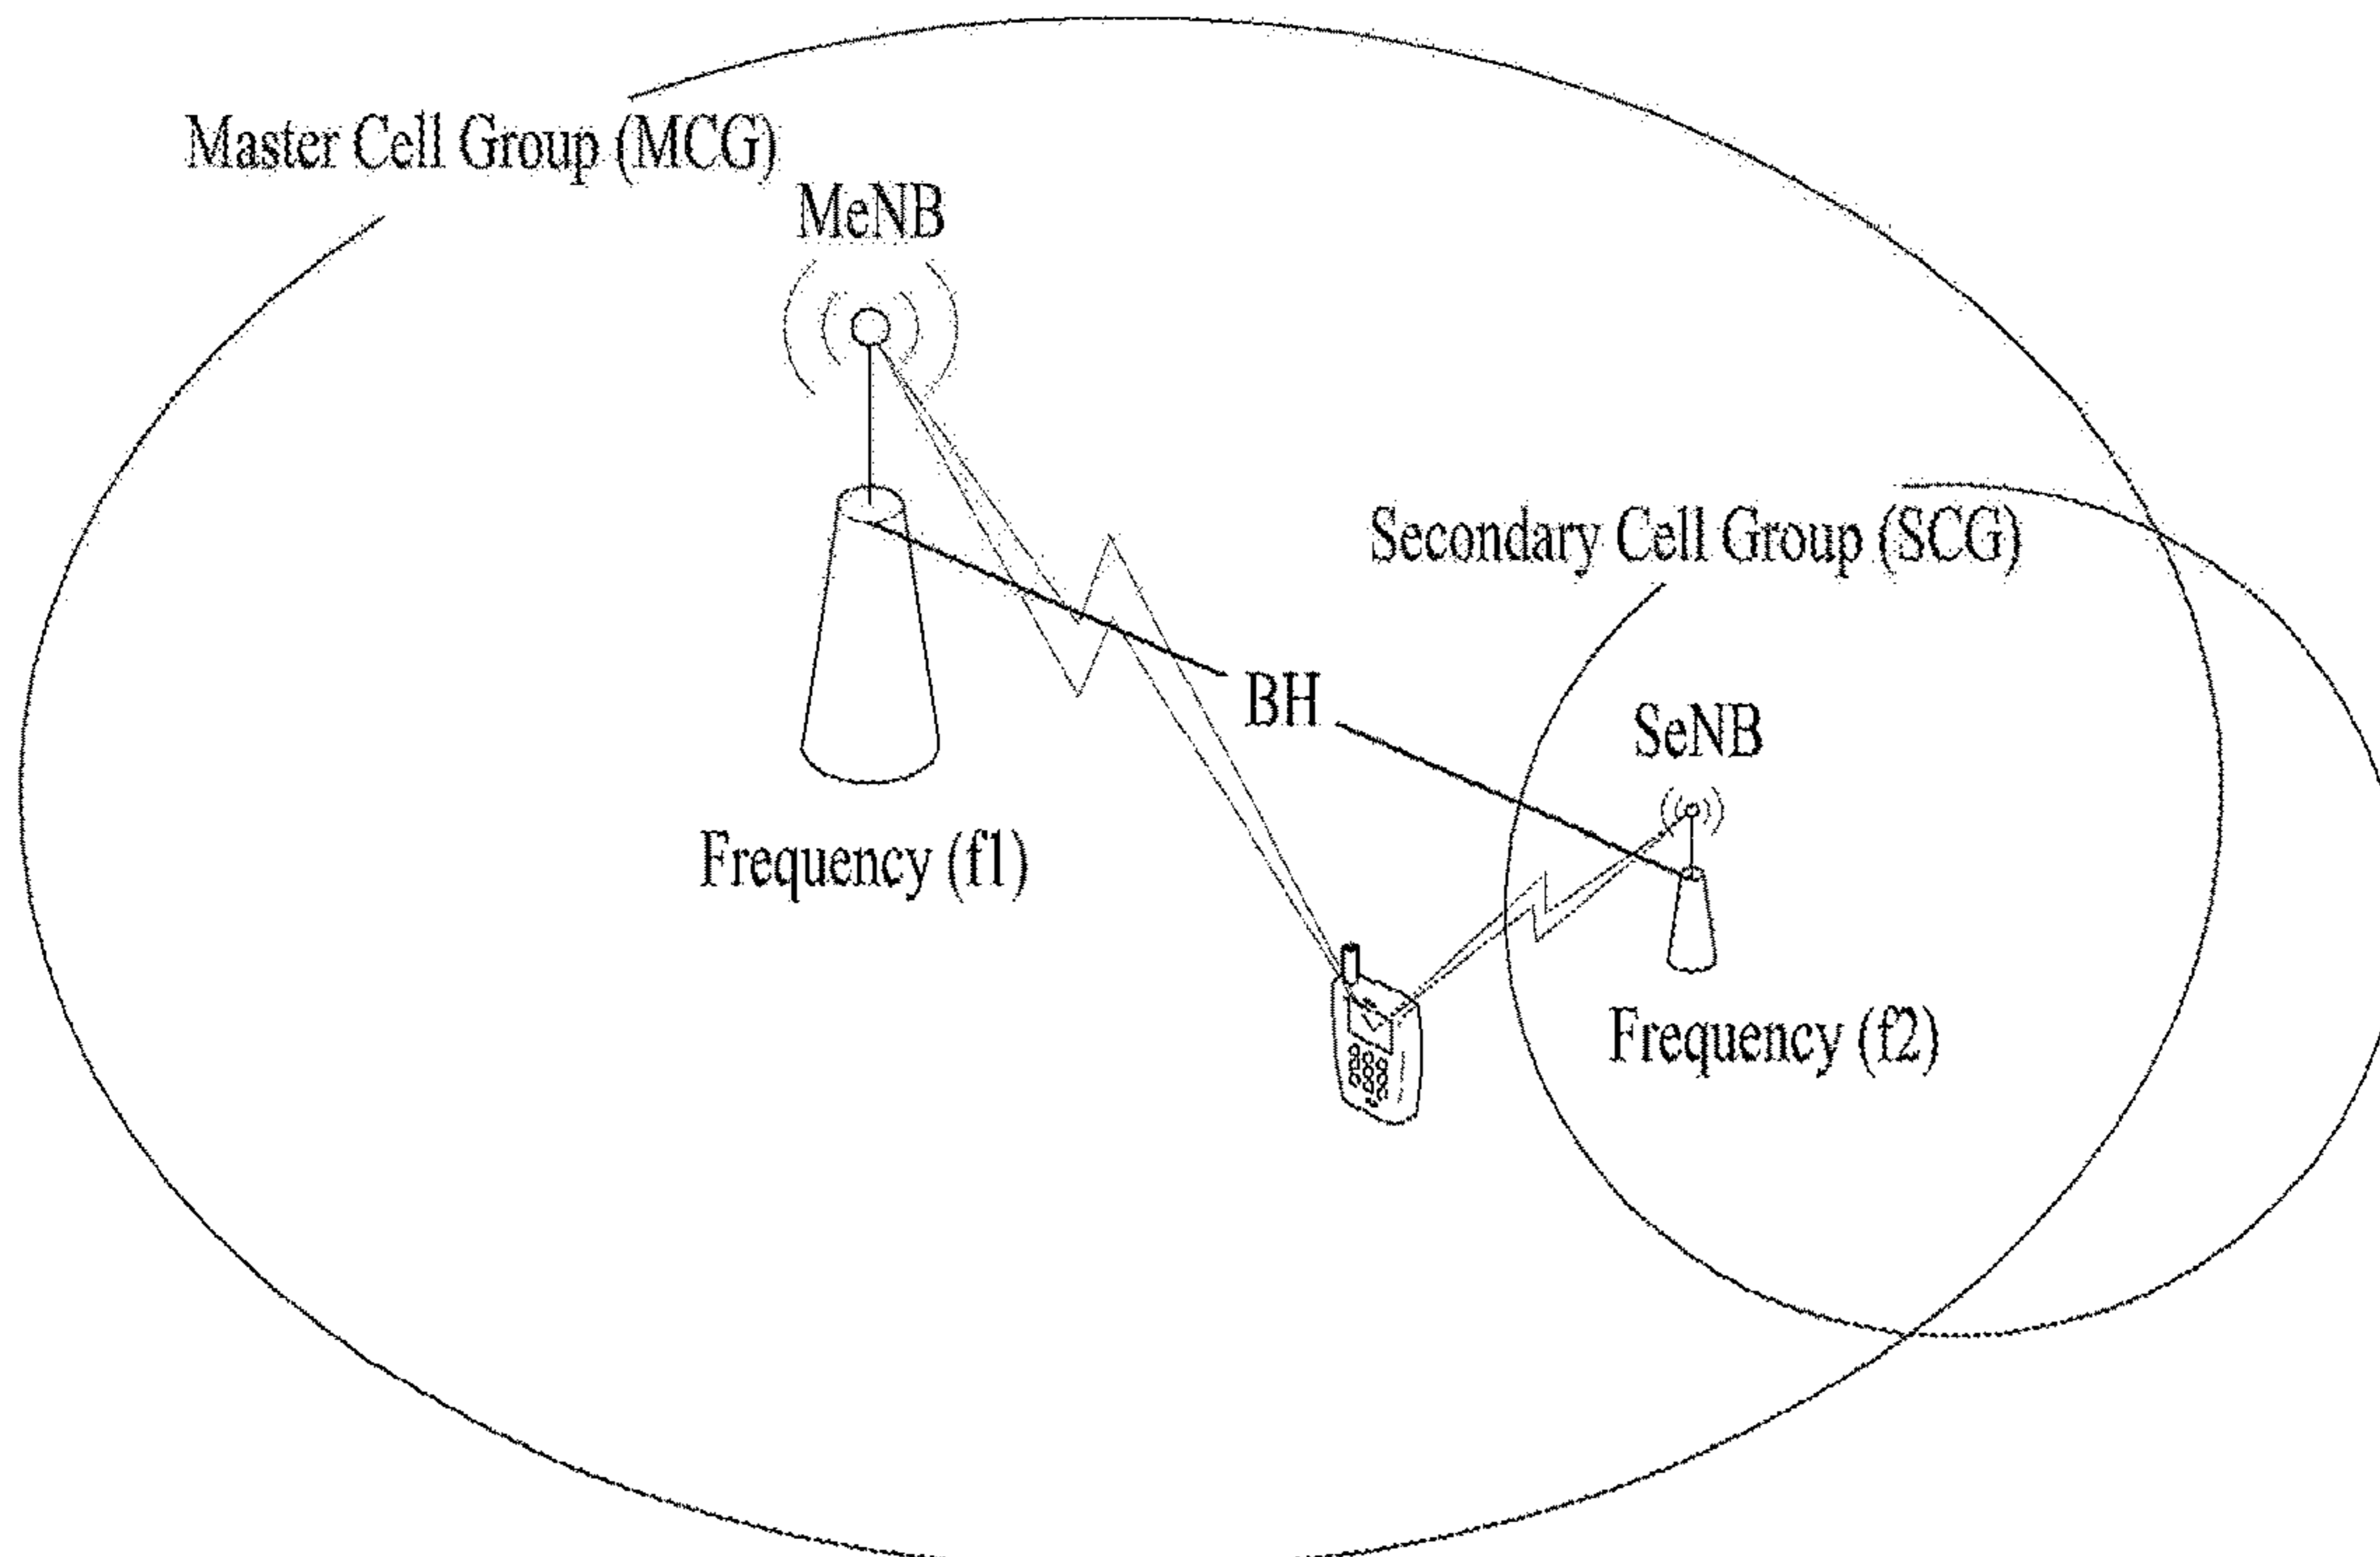 Master Cell Group (MCG)
MeNB
Secondary Cell Group (SCG)
BH
SeNB
Frequency (f1)
Frequency (f2)